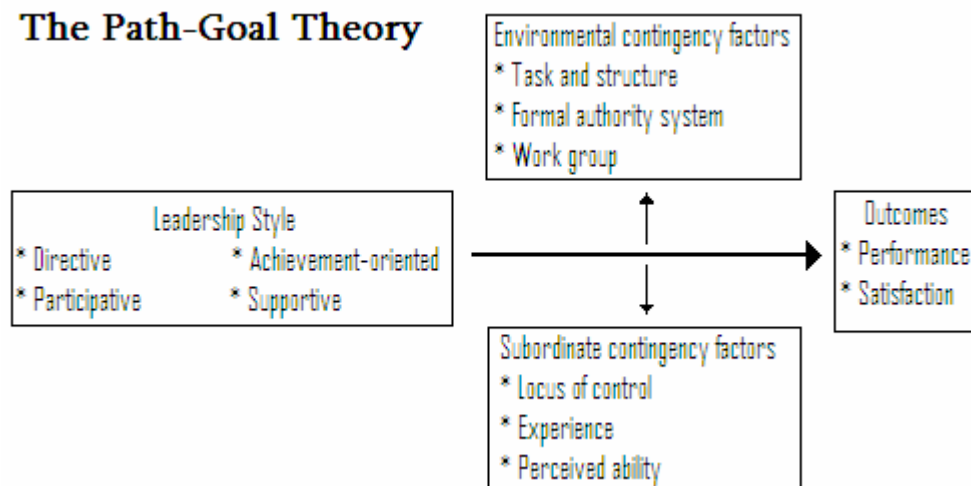 The Path-Goal Theory
Environmental contingency factors
* Task and structure
* Formal authority system
* Work group
Leadership Style
* Directive * Achievement-oriented
* Participative * Supportive
Outcomes
* Performance
* Satisfaction
Subordinate contingency factors
* Locus of control
* Experience
* Perceived ability